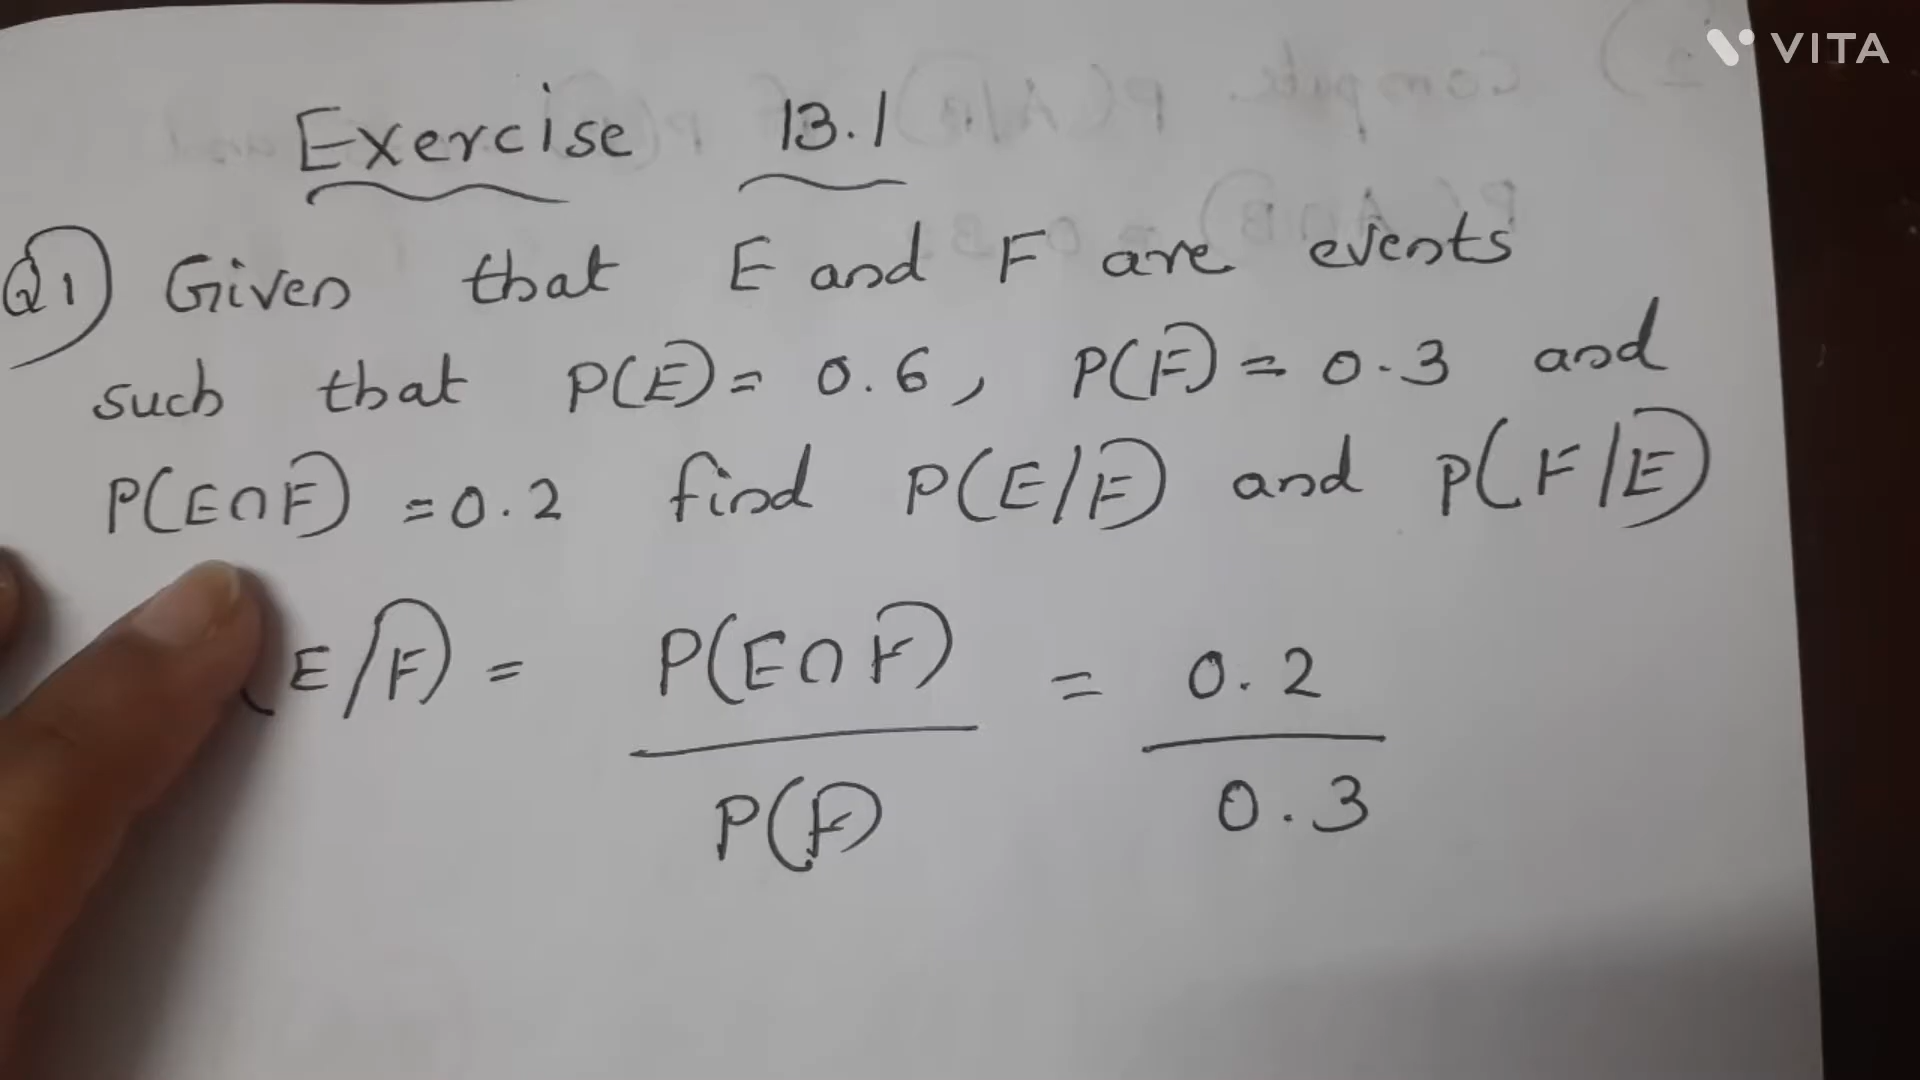 VITA
Exercise 13.1
Q1) Given that E and F are events
such that P(E) = 0.6, P(F) = 0.3 and
P(E∩F) = 0.2 find P(E/F) and P(F/E)
(E/F) = P(E∩F) = 0.2
P(F) 0.3